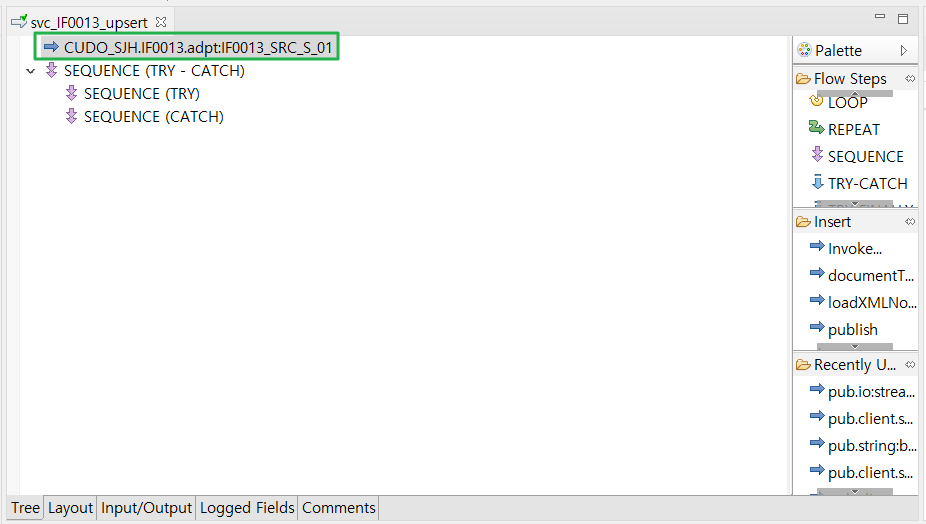 svc_IF0013_upsert
CUDO_SJH.IF0013.adpt:IF0013_SRC_S_01
SEQUENCE (TRY - CATCH)
SEQUENCE (TRY)
SEQUENCE (CATCH)
Palette
Flow Steps
LOOP
REPEAT
SEQUENCE
TRY-CATCH
Insert
Invoke...
documentT...
loadXMLNo...
publish
Recently U...
pub.io:strea...
pub.client.s...
pub.string:b...
pub.client.s...
Tree Layout Input/Output Logged Fields Comments